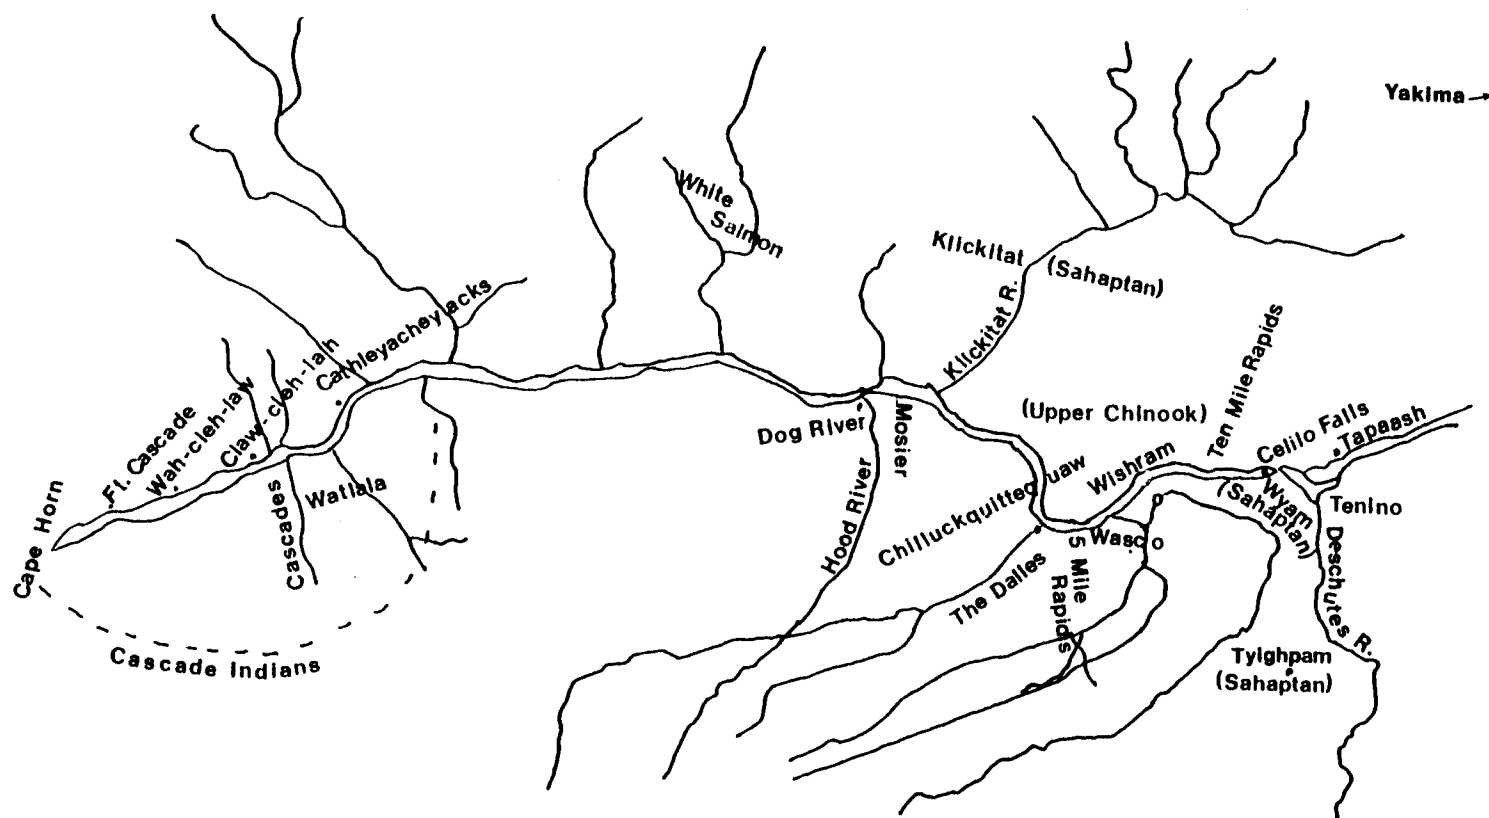 Yakima
White
Salmon
Klickitat (Sahaptan)
Klickitat R.
Cathleyacheyacks
Claw-cleh-lah
Wah-cleh-law
Ft. Cascade
Cape Horn
Cascades
Watlala
Cascade Indians
Dog River
Mosier
Hood River
(Upper Chinook)
Ten Mile Rapids
Celilo Falls
Tapaash
Wishram
Chilluckquittequaw
Wyam
(Sahaptan)
Tenino
Wasco
5 Mile
Rapids
The Dalles
Deschutes R.
Tyighpam
(Sahaptan)